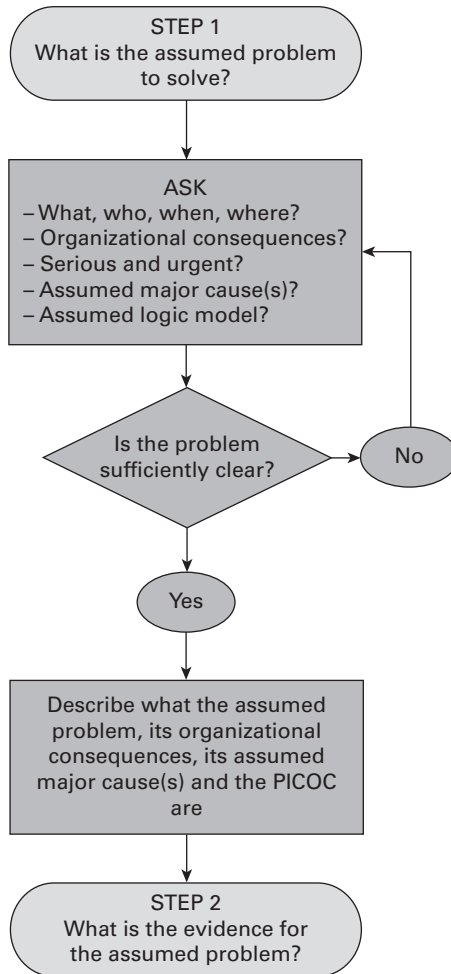 STEP 1
What is the assumed problem
to solve?
ASK
– What, who, when, where?
– Organizational consequences?
– Serious and urgent?
– Assumed major cause(s)?
– Assumed logic model?
Is the problem
sufficiently clear?
No
Yes
Describe what the assumed
problem, its organizational
consequences, its assumed
major cause(s) and the PICOC
are
STEP 2
What is the evidence for
the assumed problem?